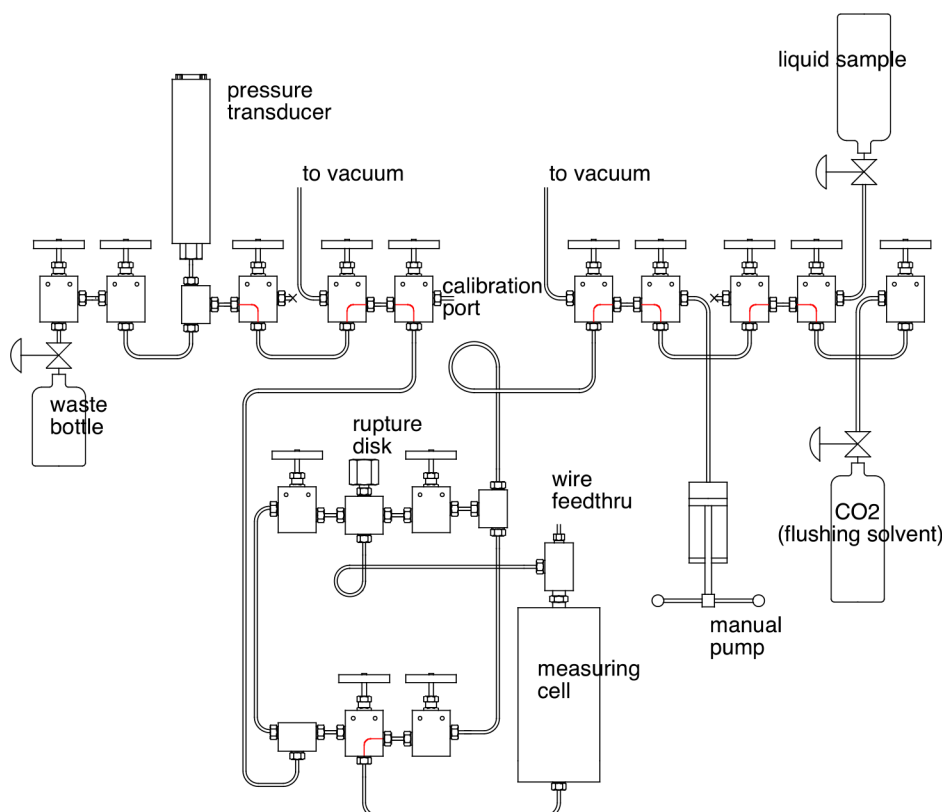 liquid sample
pressure
transducer
to vacuum
to vacuum
calibration
port
waste
bottle
rupture
disk
wire
feedthru
CO2
(flushing solvent)
manual
pump
measuring
cell